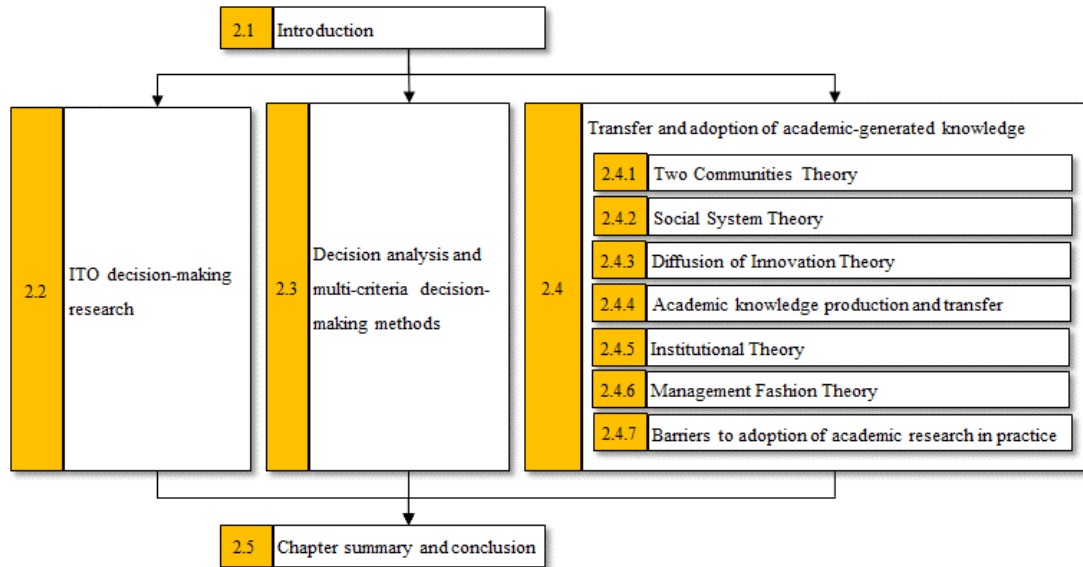 2.1 Introduction
2.2 ITO decision-making
research
2.3 Decision analysis and
multi-criteria decision-
making methods
2.4 Transfer and adoption of academic-generated knowledge
2.4.1 Two Communities Theory
2.4.2 Social System Theory
2.4.3 Diffusion of Innovation Theory
2.4.4 Academic knowledge production and transfer
2.4.5 Institutional Theory
2.4.6 Management Fashion Theory
2.4.7 Barriers to adoption of academic research in practice
2.5 Chapter summary and conclusion